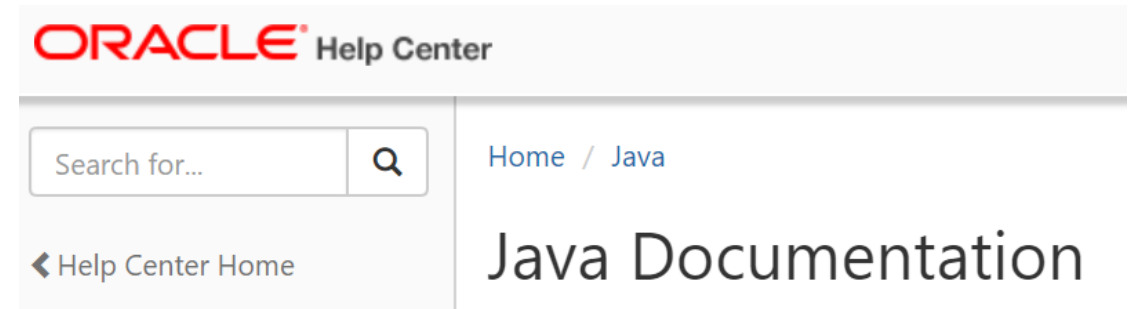 ORACLE® Help Center
Search for...
Help Center Home
Home / Java
Java Documentation